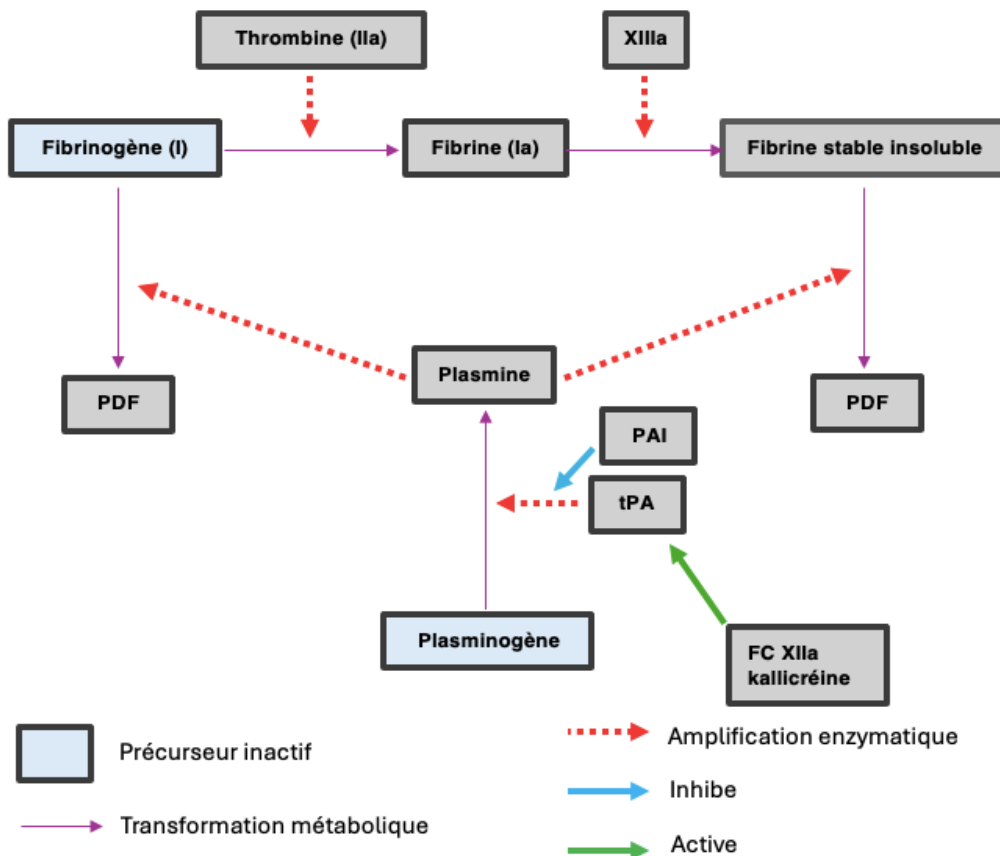 Thrombine (IIa)
XIIIa
Fibrinogène (I)
Fibrine (Ia)
Fibrine stable insoluble
Plasmine
PDF
PDF
PAI
tPA
Plasminogène
FC XIIa
kallicréine
Précurseur inactif
Amplification enzymatique
Inhibe
Transformation métabolique
Active